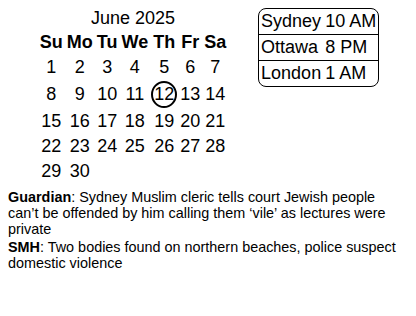 June 2025
Su Mo Tu We Th Fr Sa
1 2 3 4 5 6 7
8 9 10 11 12 13 14
15 16 17 18 19 20 21
22 23 24 25 26 27 28
29 30
Sydney 10 AM
Ottawa 8 PM
London 1 AM
Guardian: Sydney Muslim cleric tells court Jewish people
can’t be offended by him calling them ‘vile’ as lectures were
private
SMH: Two bodies found on northern beaches, police suspect
domestic violence